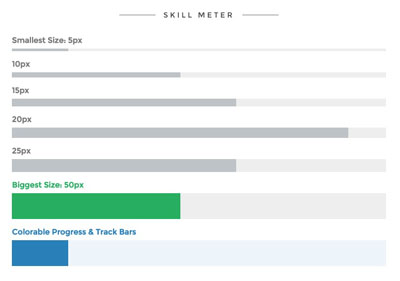 SKILL METER
Smallest Size: 5px
10px
15px
20px
25px
Biggest Size: 50px
Colorable Progress & Track Bars